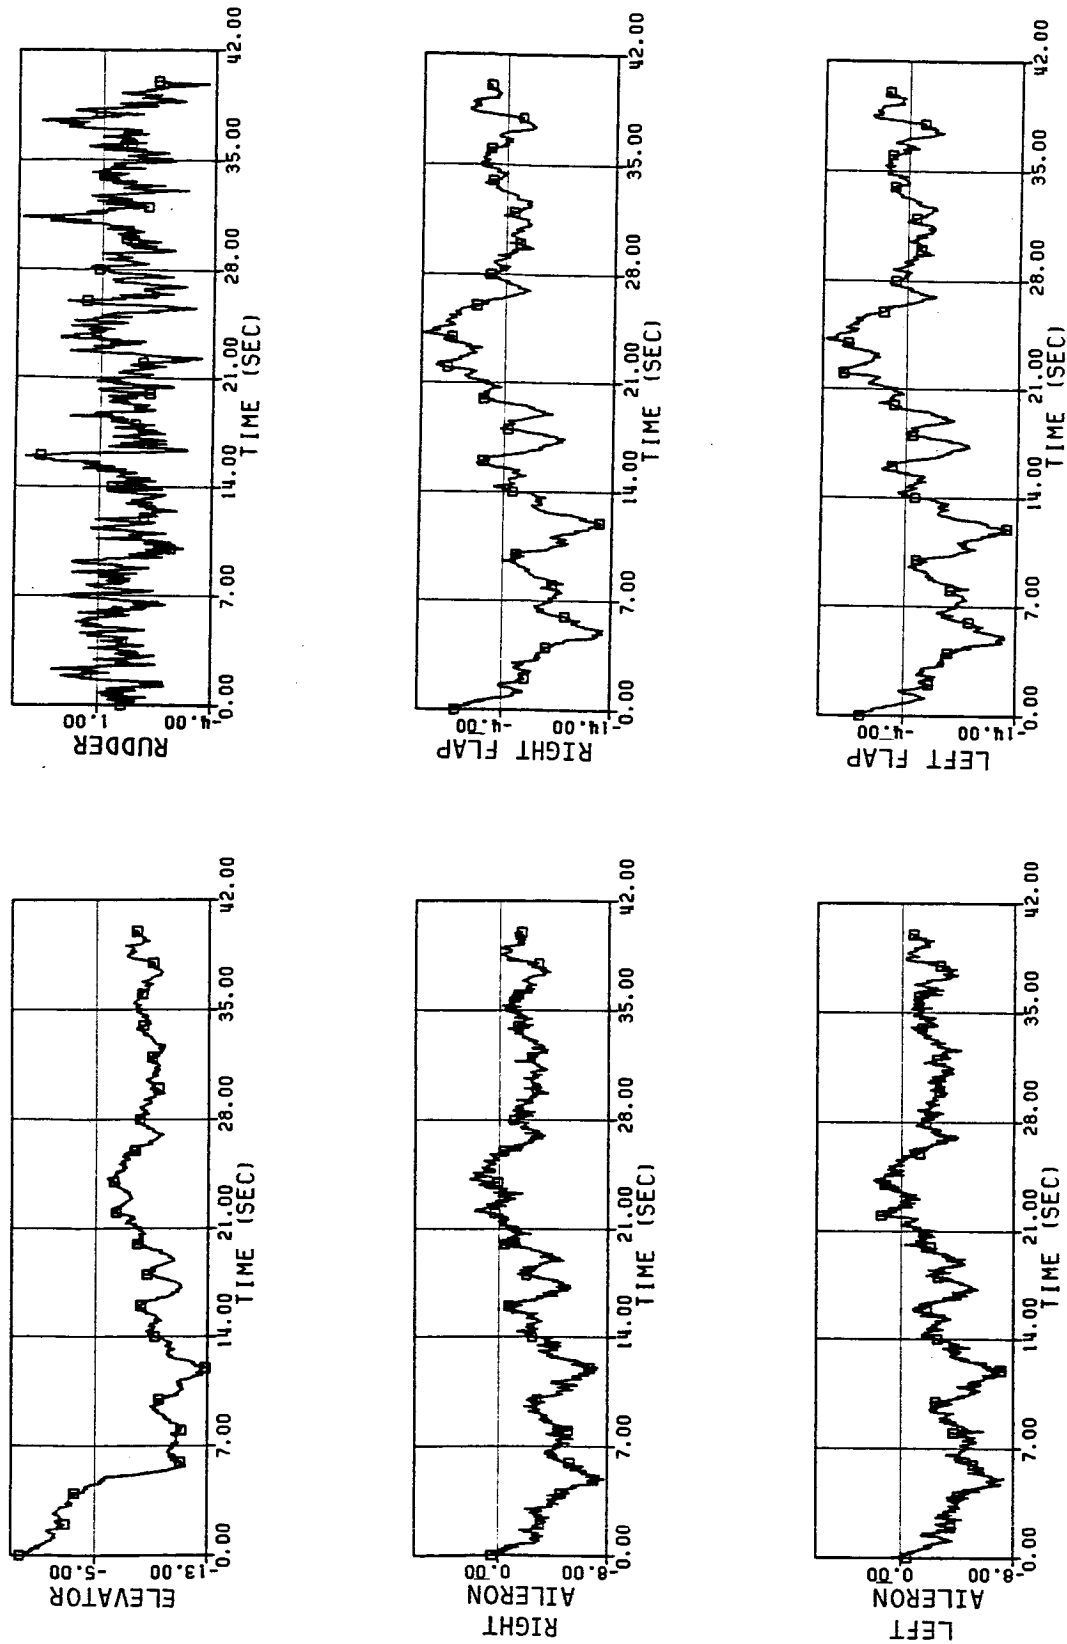 ELEVATOR
-5.00
-13.00
0.00 7.00 14.00 21.00 28.00 35.00 42.00
TIME (SEC)
RUDDER
1.00
-4.00
0.00 7.00 14.00 21.00 28.00 35.00 42.00
TIME (SEC)
RIGHT
AILERON
0.00
-8.00
0.00 7.00 14.00 21.00 28.00 35.00 42.00
TIME (SEC)
RIGHT FLAP
-4.00
-14.00
0.00 7.00 14.00 21.00 28.00 35.00 42.00
TIME (SEC)
LEFT
AILERON
0.00
-8.00
0.00 7.00 14.00 21.00 28.00 35.00 42.00
TIME (SEC)
LEFT FLAP
-4.00
-14.00
0.00 7.00 14.00 21.00 28.00 35.00 42.00
TIME (SEC)